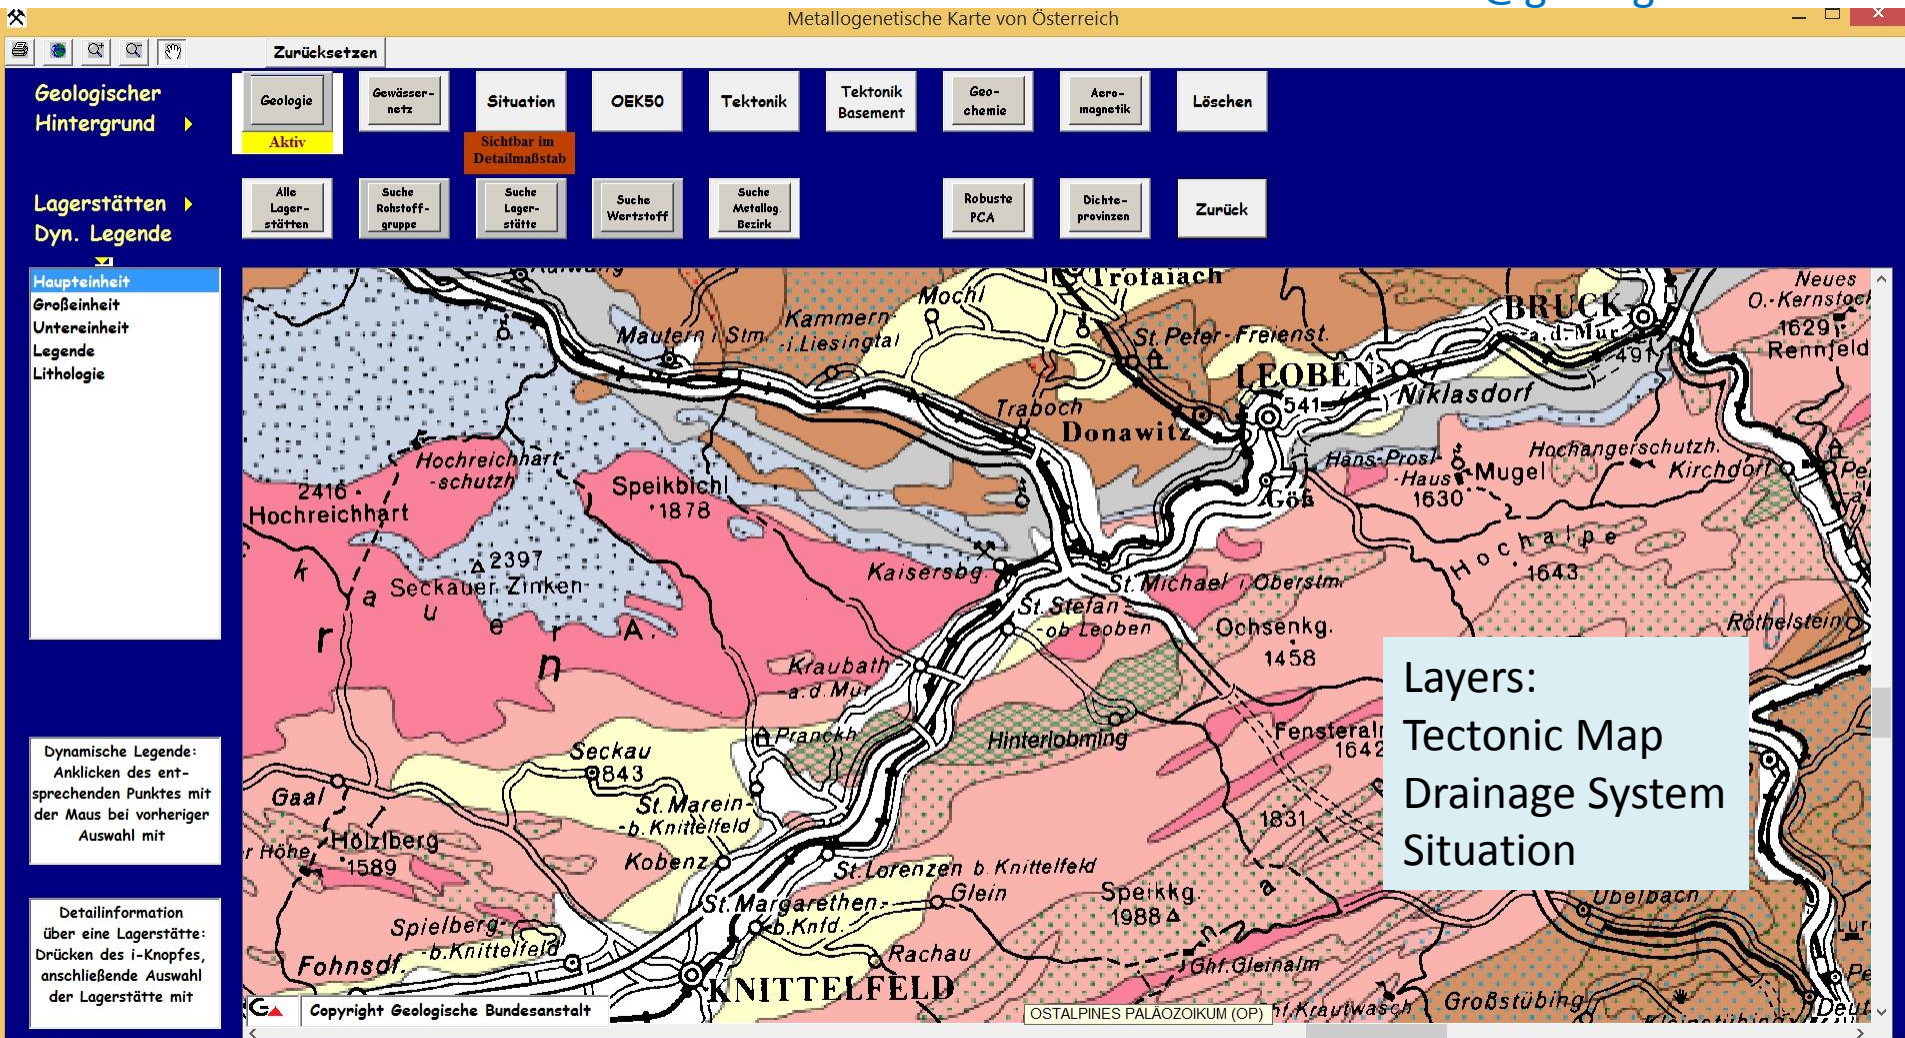 Metallogenetische Karte von Österreich
Zurücksetzen
Geologischer
Hintergrund
Geologie
Aktiv
Gewässer-
netz
Situation
Sichtbar im
Detailmaßstab
OEK50
Tektonik
Tektonik
Basement
Geo-
chemie
Aero-
magnetik
Löschen
Lagerstätten
Dyn. Legende
Alle
Lager-
stätten
Suche
Rohstoff-
gruppe
Suche
Lager-
stätte
Suche
Wertstoff
Suche
Metallog.
Bezirk
Robuste
PCA
Dichte-
provinzen
Zurück
Haupteinheit
Großeinheit
Untereinheit
Legende
Lithologie
Dynamische Legende:
Anklicken des ent-
sprechenden Punktes mit
der Maus bei vorheriger
Auswahl mit
Detailinformation
über eine Lagerstätte:
Drücken des i-Knopfes,
anschließende Auswahl
der Lagerstätte mit
Trofaiach
Mochl
Kammern
-i.Liesingtal
Mautern i. Stm.
St. Peter-Freienst.
BRUCK
-a.d. Mur
491
Neues
O.-Kernstock
1629
Rennfeld
LEOBEN
541
Niklasdorf
Traboch
Donawitz
Göß
Hans-Prosl-
-Haus
Mugel
1630
Hochangerschutzh.
Kirchdorf
Hochreichhart-
-schutzh
2416
Hochreichhart
Speikbichl
1878
2397
Seckauer Zinken
Kaisersbg.
St. Michael i. Oberstm.
St. Stefan-
-ob Leoben
Hochalpe
1643
Ochsenkg.
1458
Röthelstein
Kraubath-
-a.d. Mur
Pranckh
Hinterlobming
Fensteralm
1642
Seckau
843
Gaal
St. Marein-
-b. Knittelfeld
Hölzlberg
1589
Kobenz
1831
St. Lorenzen b. Knittelfeld
Glein
St. Margarethen-
-b. Knfd.
Speikkg
1988
Spielberg-
-b. Knittelfeld
Rachau
Fohnsdf.
KNITTELFELD
Ghf. Gleinalm
Übelbach
Großstübing
Kleinstübing
Layers:
Tectonic Map
Drainage System
Situation
Copyright Geologische Bundesanstalt
OSTALPINES PALÄOZOIKUM (OP)